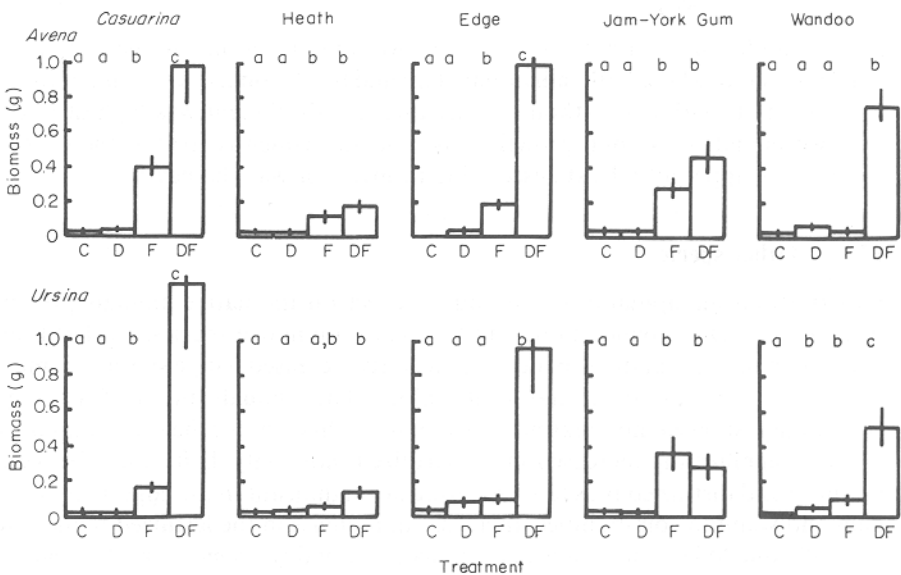 Casuarina Heath Edge Jam-York Gum Wandoo
Avena
a a b c a a b b a a b c a a b b a a a b
1.0
0.8
0.6
0.4
0.2
0
Biomass (g)
C D F DF C D F DF C D F DF C D F DF C D F DF
Ursina
c
a a b a a a,b b a a a b a a b b a b b c
1.0
0.8
0.6
0.4
0.2
0
Biomass (g)
C D F DF C D F DF C D F DF C D F DF C D F DF
Treatment